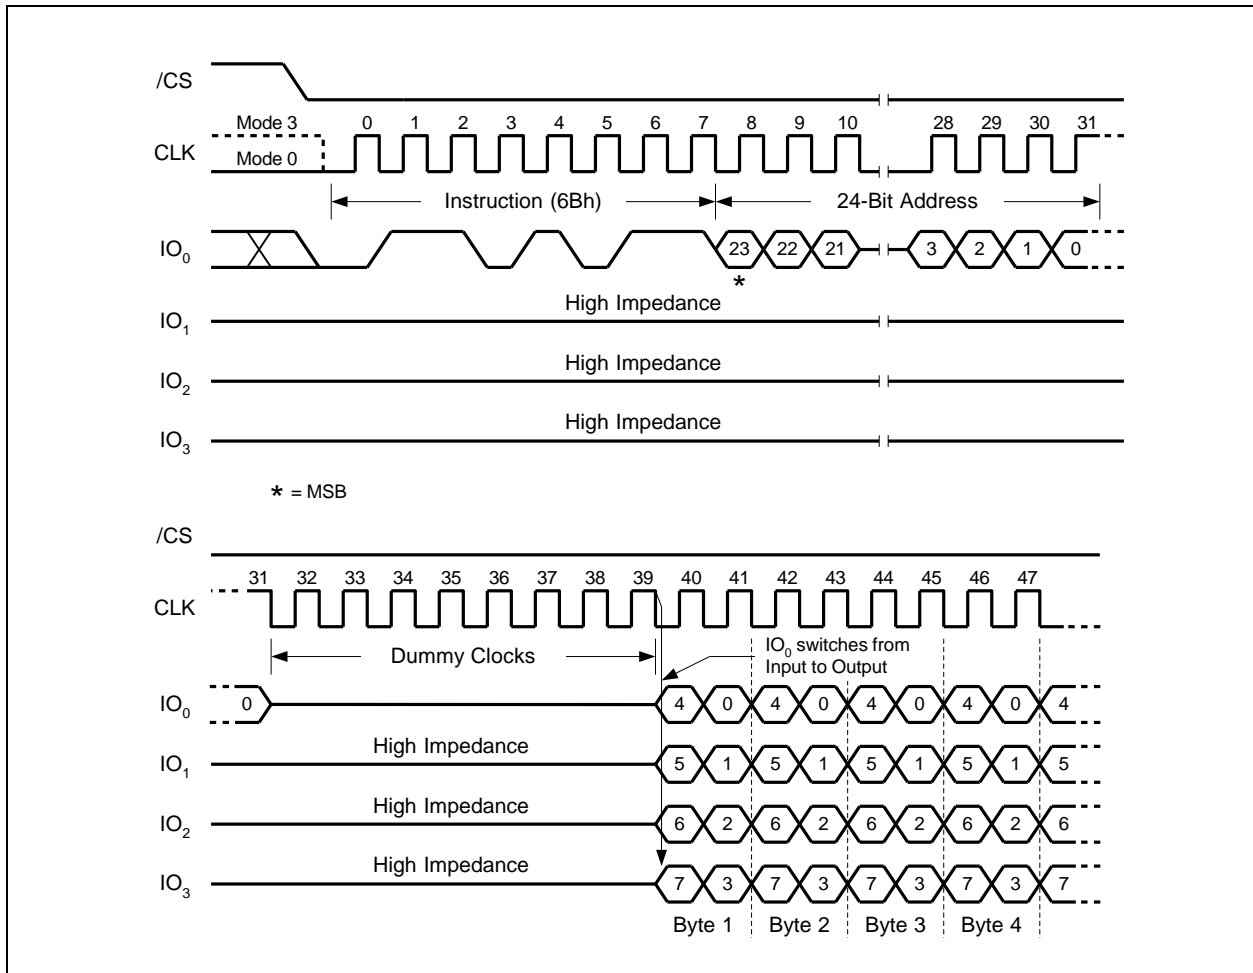 /CS
Mode 3 0 1 2 3 4 5 6 7 8 9 10 28 29 30 31
CLK
Mode 0
Instruction (6Bh) 24-Bit Address
IO0 23 22 21 3 2 1 0
*
High Impedance
IO1
High Impedance
IO2
High Impedance
IO3
* = MSB
/CS
31 32 33 34 35 36 37 38 39 40 41 42 43 44 45 46 47
CLK
Dummy Clocks
IO0 switches from
Input to Output
IO0 0 4 0 4 0 4 0 4 0 4
High Impedance
IO1 5 1 5 1 5 1 5 1 5
High Impedance
IO2 6 2 6 2 6 2 6 2 6
High Impedance
IO3 7 3 7 3 7 3 7 3 7
Byte 1 Byte 2 Byte 3 Byte 4